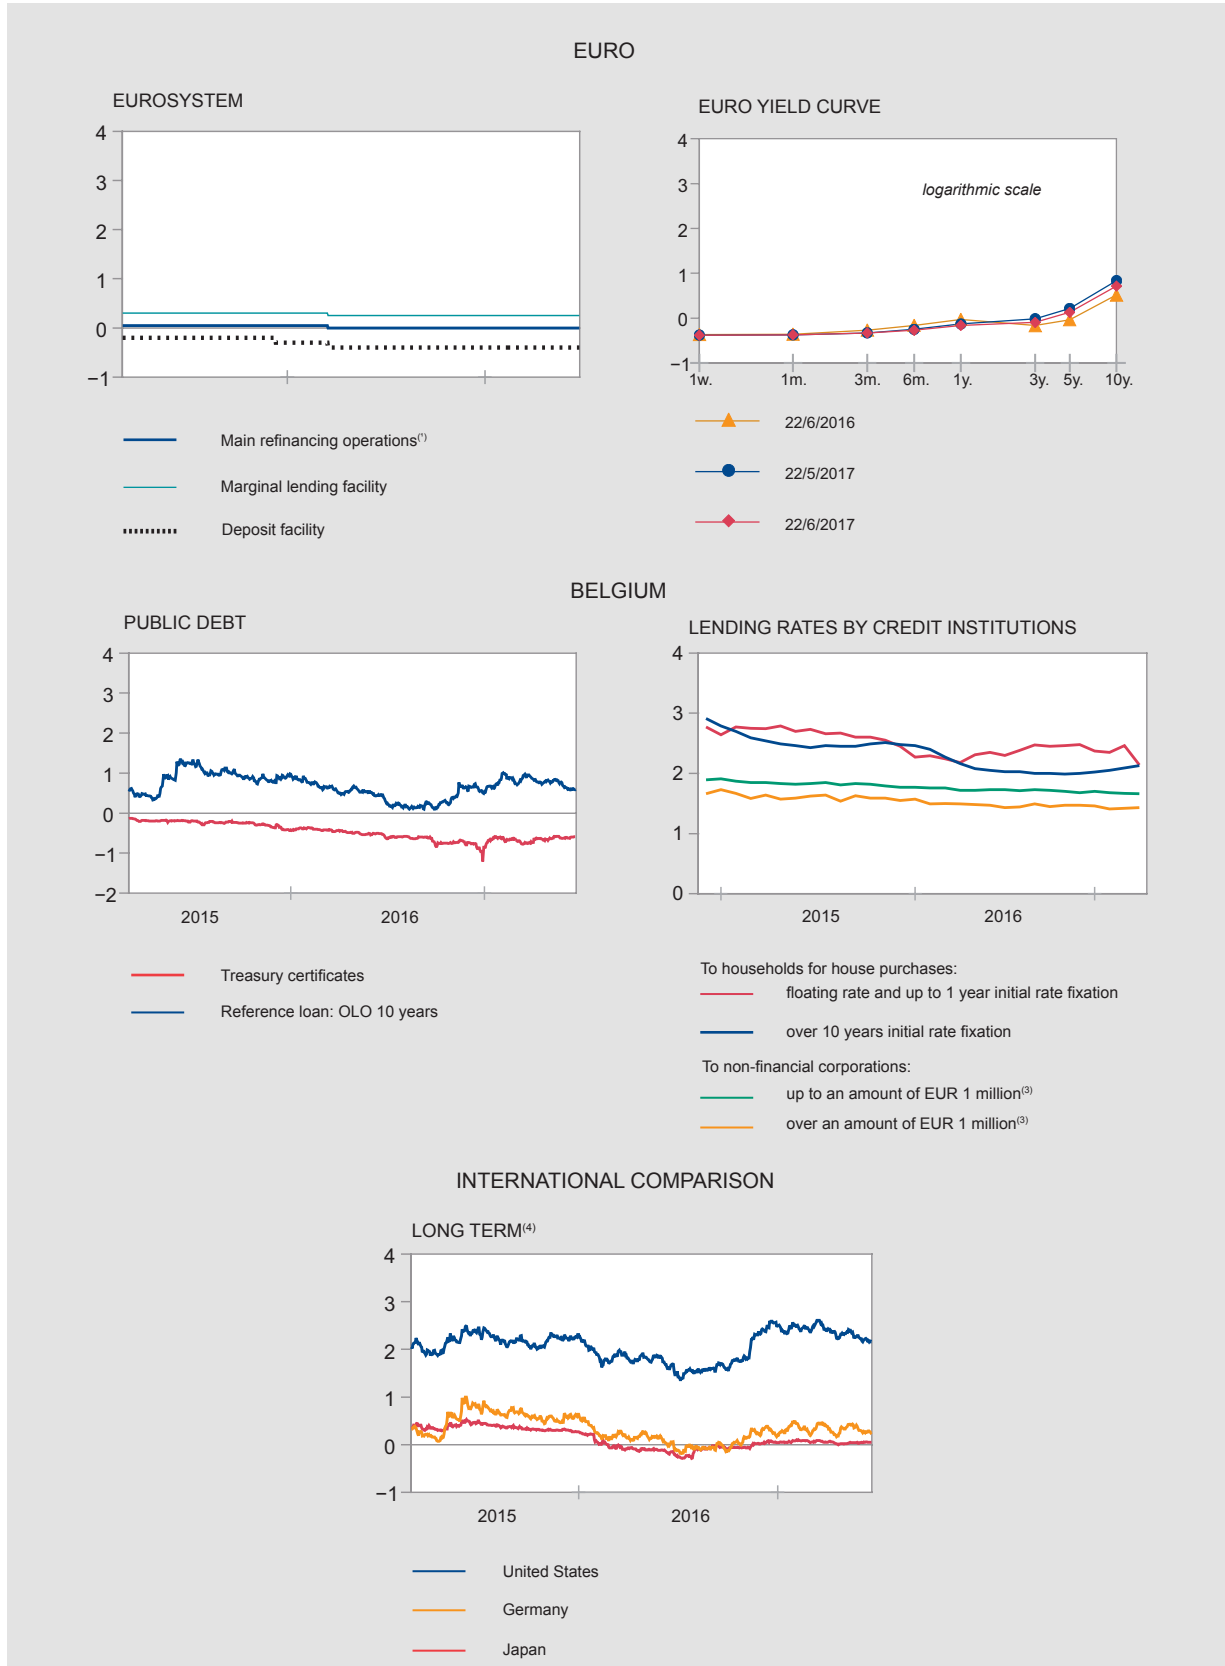 EURO
EUROSYSTEM
4
3
2
1
0
−1
Main refinancing operations(*)
Marginal lending facility
Deposit facility
EURO YIELD CURVE
4
3
2
1
0
−1
logarithmic scale
1w. 1m. 3m. 6m. 1y. 3y. 5y. 10y.
22/6/2016
22/5/2017
22/6/2017
BELGIUM
PUBLIC DEBT
4
3
2
1
0
−1
−2
2015 2016
Treasury certificates
Reference loan: OLO 10 years
LENDING RATES BY CREDIT INSTITUTIONS
4
3
2
1
0
2015 2016
To households for house purchases:
floating rate and up to 1 year initial rate fixation
over 10 years initial rate fixation
To non-financial corporations:
up to an amount of EUR 1 million(3)
over an amount of EUR 1 million(3)
INTERNATIONAL COMPARISON
LONG TERM(4)
4
3
2
1
0
−1
2015 2016
United States
Germany
Japan